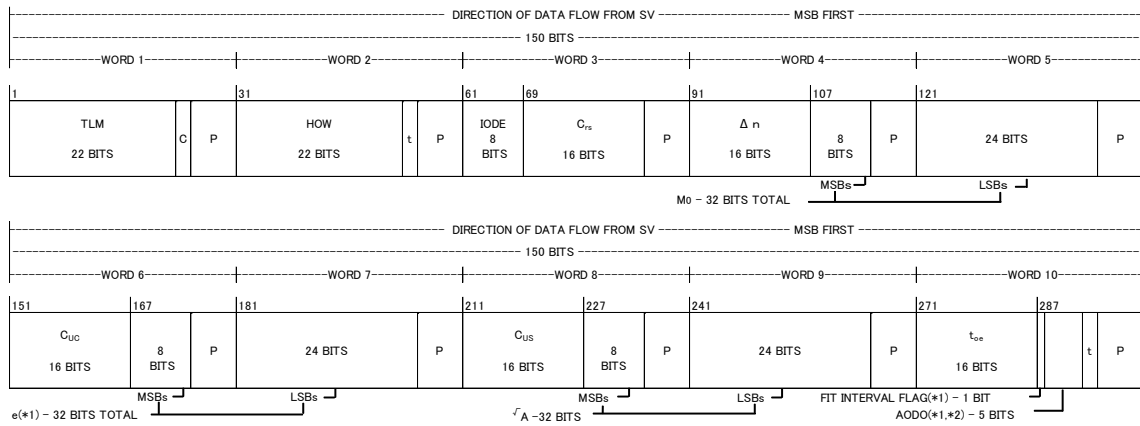 DIRECTION OF DATA FLOW FROM SV MSB FIRST
150 BITS
WORD 1 WORD 2 WORD 3 WORD 4 WORD 5
1 31 61 69 91 107 121
TLM HOW IODE Crs Δn
C P t P 8 P 8 P 24 BITS P
22 BITS 22 BITS BITS 16 BITS 16 BITS BITS
MSBs LSBs
M0 - 32 BITS TOTAL
DIRECTION OF DATA FLOW FROM SV MSB FIRST
150 BITS
WORD 6 WORD 7 WORD 8 WORD 9 WORD 10
151 167 181 211 227 241 271 287
CUC CUS toe
8 P 24 BITS P 8 P 24 BITS P t P
16 BITS BITS 16 BITS BITS 16 BITS
MSBs LSBs MSBs LSBs FIT INTERVAL FLAG(*1) - 1 BIT
e(*1) - 32 BITS TOTAL √A -32 BITS AODO(*1,*2) - 5 BITS